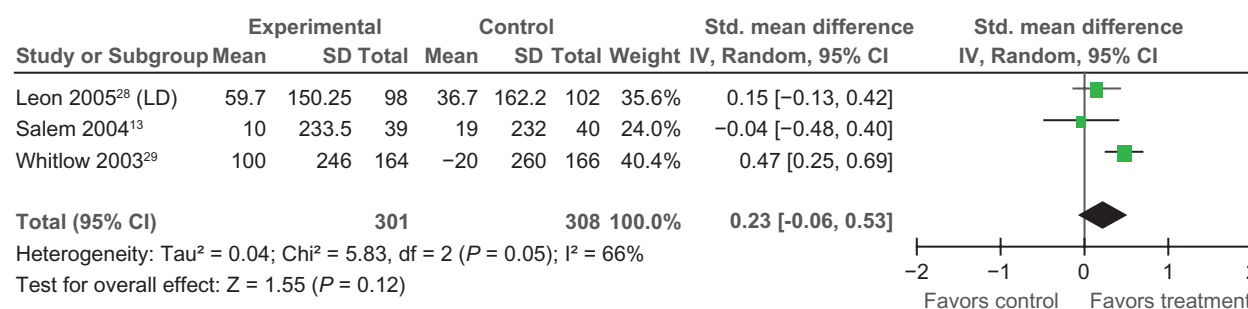 Experimental Control Std. mean difference Std. mean difference
Study or Subgroup Mean SD Total Mean SD Total Weight IV, Random, 95% CI IV, Random, 95% CI
Leon 2005²⁸ (LD) 59.7 150.25 98 36.7 162.2 102 35.6% 0.15 [−0.13, 0.42]
Salem 2004¹³ 10 233.5 39 19 232 40 24.0% −0.04 [−0.48, 0.40]
Whitlow 2003²⁹ 100 246 164 −20 260 166 40.4% 0.47 [0.25, 0.69]
Total (95% CI) 301 308 100.0% 0.23 [-0.06, 0.53]
Heterogeneity: Tau² = 0.04; Chi² = 5.83, df = 2 (P = 0.05); I² = 66%
Test for overall effect: Z = 1.55 (P = 0.12)
−2 −1 0 1 2
Favors control Favors treatment